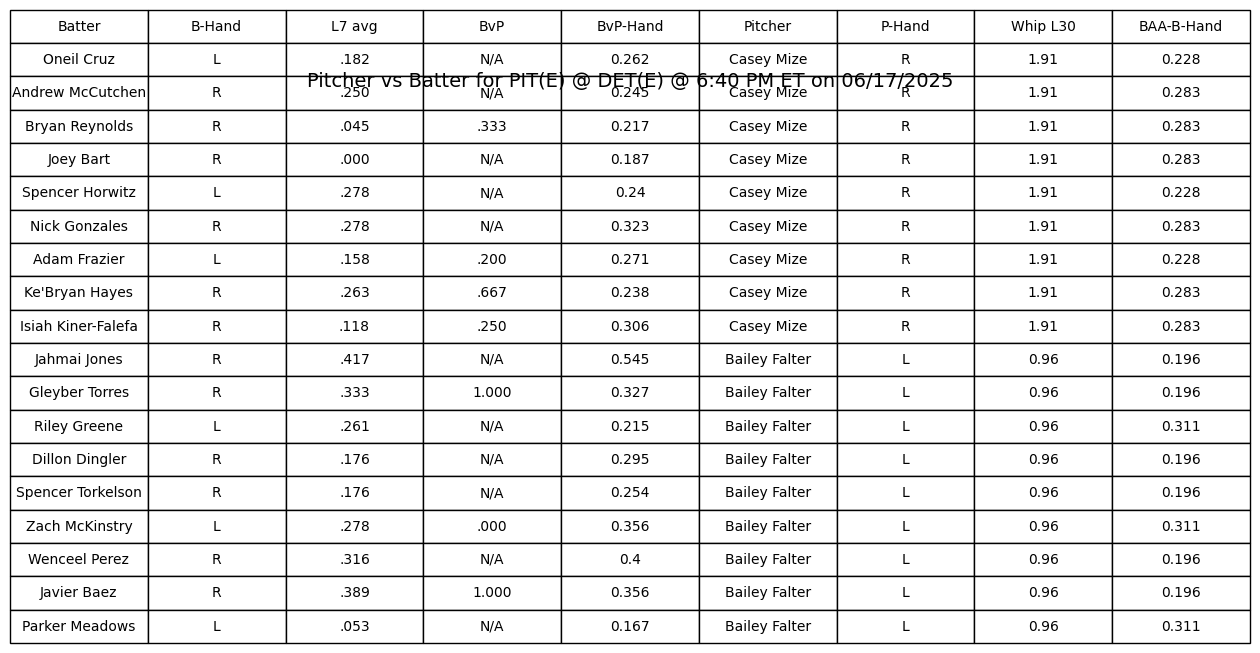 Batter B-Hand L7 avg BvP BvP-Hand Pitcher P-Hand Whip L30 BAA-B-Hand
Oneil Cruz L .182 N/A 0.262 Casey Mize R 1.91 0.228
Pitcher vs Batter for PIT(E) @ DET(E) @ 6:40 PM ET on 06/17/2025
Andrew McCutchen R .250 N/A 0.245 Casey Mize R 1.91 0.283
Bryan Reynolds R .045 .333 0.217 Casey Mize R 1.91 0.283
Joey Bart R .000 N/A 0.187 Casey Mize R 1.91 0.283
Spencer Horwitz L .278 N/A 0.24 Casey Mize R 1.91 0.228
Nick Gonzales R .278 N/A 0.323 Casey Mize R 1.91 0.283
Adam Frazier L .158 .200 0.271 Casey Mize R 1.91 0.228
Ke'Bryan Hayes R .263 .667 0.238 Casey Mize R 1.91 0.283
Isiah Kiner-Falefa R .118 .250 0.306 Casey Mize R 1.91 0.283
Jahmai Jones R .417 N/A 0.545 Bailey Falter L 0.96 0.196
Gleyber Torres R .333 1.000 0.327 Bailey Falter L 0.96 0.196
Riley Greene L .261 N/A 0.215 Bailey Falter L 0.96 0.311
Dillon Dingler R .176 N/A 0.295 Bailey Falter L 0.96 0.196
Spencer Torkelson R .176 N/A 0.254 Bailey Falter L 0.96 0.196
Zach McKinstry L .278 .000 0.356 Bailey Falter L 0.96 0.311
Wenceel Perez R .316 N/A 0.4 Bailey Falter L 0.96 0.196
Javier Baez R .389 1.000 0.356 Bailey Falter L 0.96 0.196
Parker Meadows L .053 N/A 0.167 Bailey Falter L 0.96 0.311